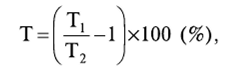 T = (T₁/T₂ − 1) × 100 (%),